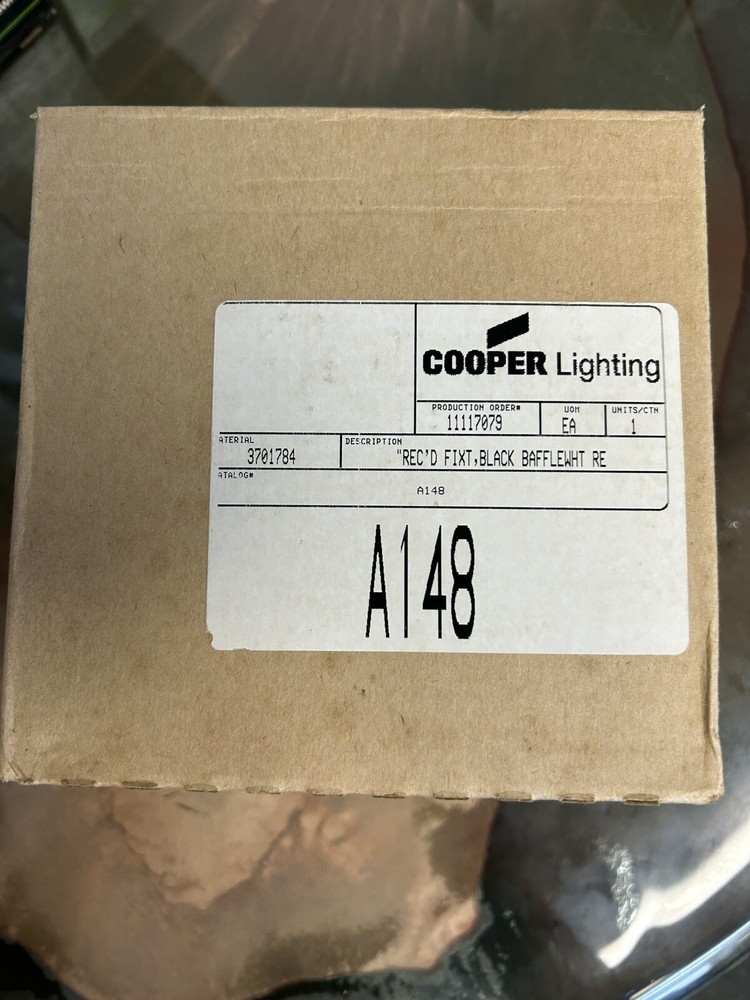 COOPER Lighting
PRODUCTION ORDER# UOM UNITS/CTN
11117079 EA 1
ATERIAL DESCRIPTION
3701784 "REC'D FIXT,BLACK BAFFLEWHT RE
ATALOG#
A148
A148